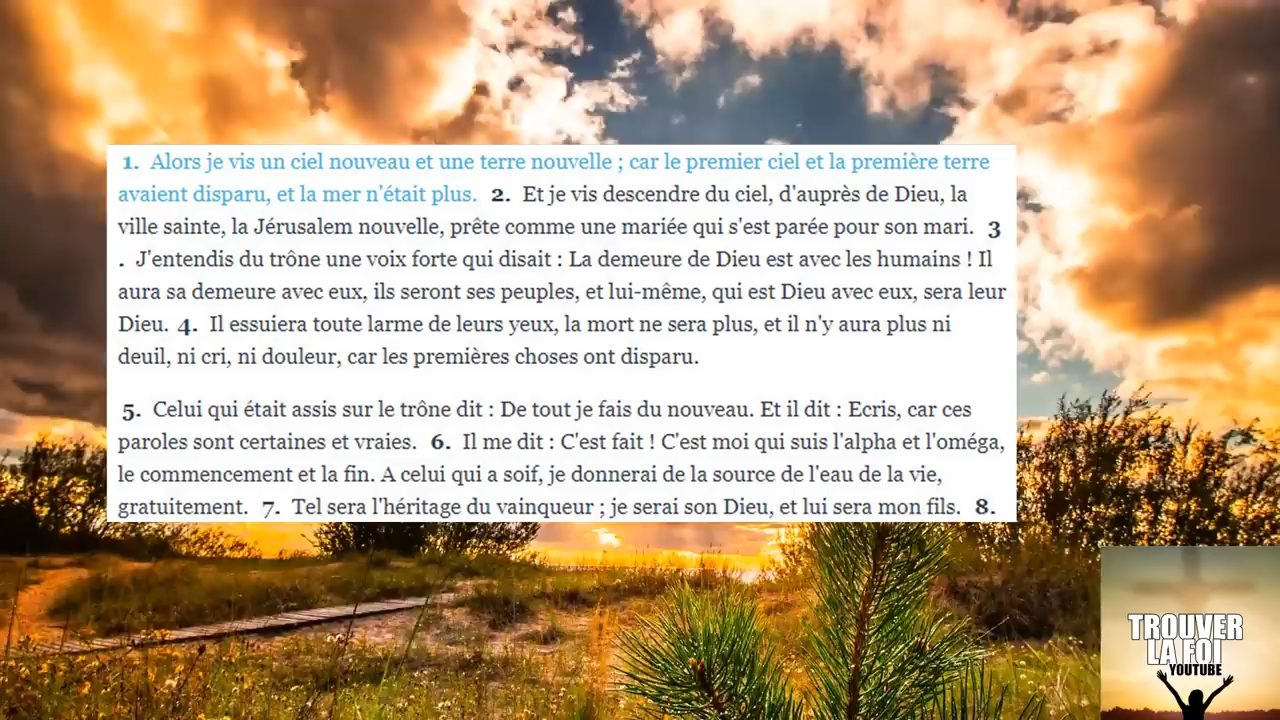 1. Alors je vis un ciel nouveau et une terre nouvelle ; car le premier ciel et la première terre
avaient disparu, et la mer n'était plus. 2. Et je vis descendre du ciel, d'auprès de Dieu, la
ville sainte, la Jérusalem nouvelle, prête comme une mariée qui s'est parée pour son mari. 3
. J'entendis du trône une voix forte qui disait : La demeure de Dieu est avec les humains ! Il
aura sa demeure avec eux, ils seront ses peuples, et lui-même, qui est Dieu avec eux, sera leur
Dieu. 4. Il essuiera toute larme de leurs yeux, la mort ne sera plus, et il n'y aura plus ni
deuil, ni cri, ni douleur, car les premières choses ont disparu.
5. Celui qui était assis sur le trône dit : De tout je fais du nouveau. Et il dit : Ecris, car ces
paroles sont certaines et vraies. 6. Il me dit : C'est fait ! C'est moi qui suis l'alpha et l'oméga,
le commencement et la fin. A celui qui a soif, je donnerai de la source de l'eau de la vie,
gratuitement. 7. Tel sera l'héritage du vainqueur ; je serai son Dieu, et lui sera mon fils. 8.
TROUVER
LA FOI
YOUTUBE